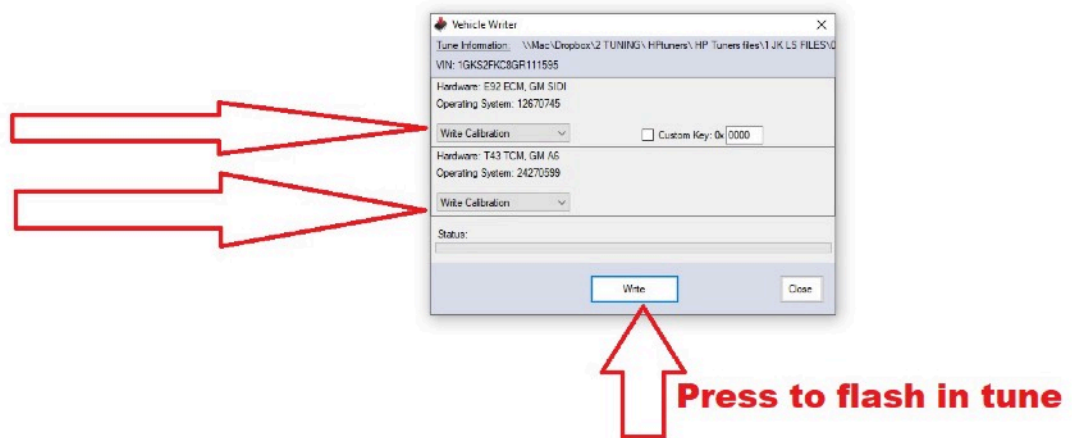 Vehicle Writer
Tune Information: \\Mac\Dropbox\2 TUNING\ HPtuners\ HP Tuners files\1 JK LS FILES\0
VIN: 1GKS2FKC8GR111595
Hardware: E92 ECM, GM SIDI
Operating System: 12670745
Write Calibration
Custom Key: 0x 0000
Hardware: T43 TCM, GM A6
Operating System: 24270599
Write Calibration
Status:
Write Close
Press to flash in tune